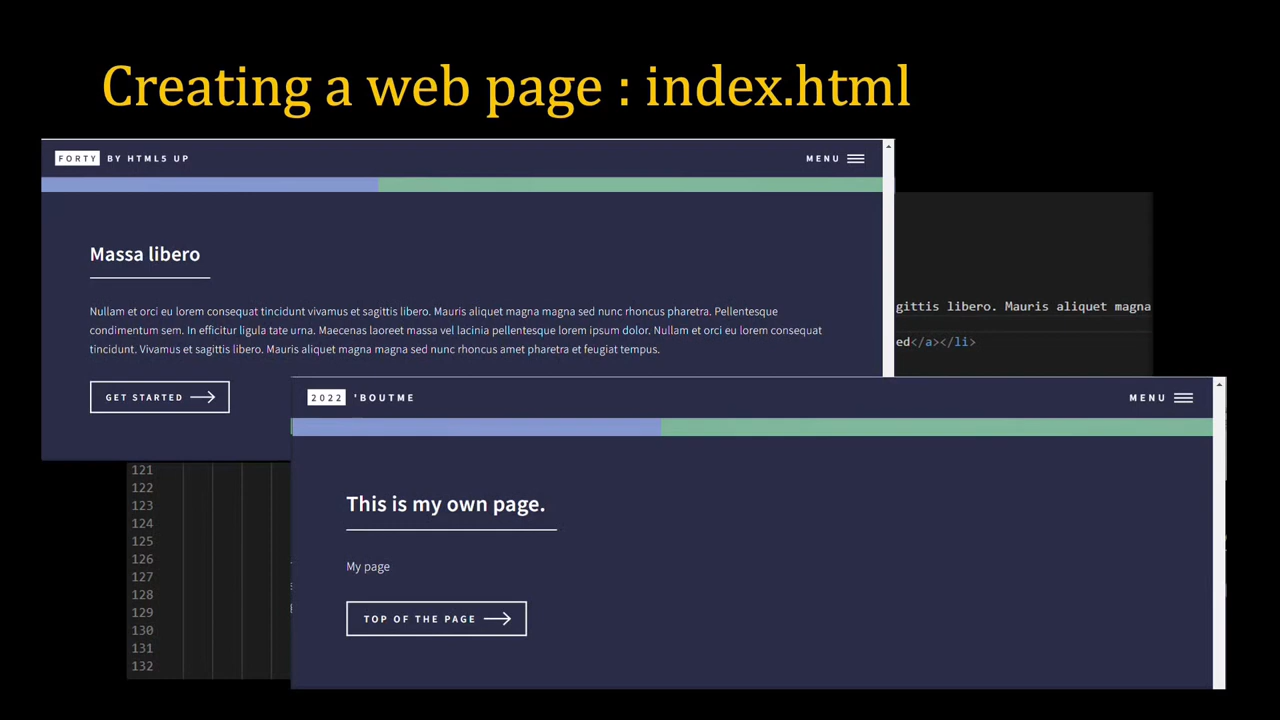 Creating a web page : index.html
FORTY BY HTML5 UP
MENU
Massa libero
gittis libero. Mauris aliquet magna
Nullam et orci eu lorem consequat tincidunt vivamus et sagittis libero. Mauris aliquet magna magna sed nunc rhoncus pharetra. Pellentesque
condimentum sem. In efficitur ligula tate urna. Maecenas laoreet massa vel lacinia pellentesque lorem ipsum dolor. Nullam et orci eu lorem consequat
tincidunt. Vivamus et sagittis libero. Mauris aliquet magna magna sed nunc rhoncus amet pharetra et feugiat tempus.
ed</a></li>
GET STARTED
2022 'BOUTME
MENU
121
122
123
124
125
126
127
128
129
130
131
132
This is my own page.
My page
TOP OF THE PAGE